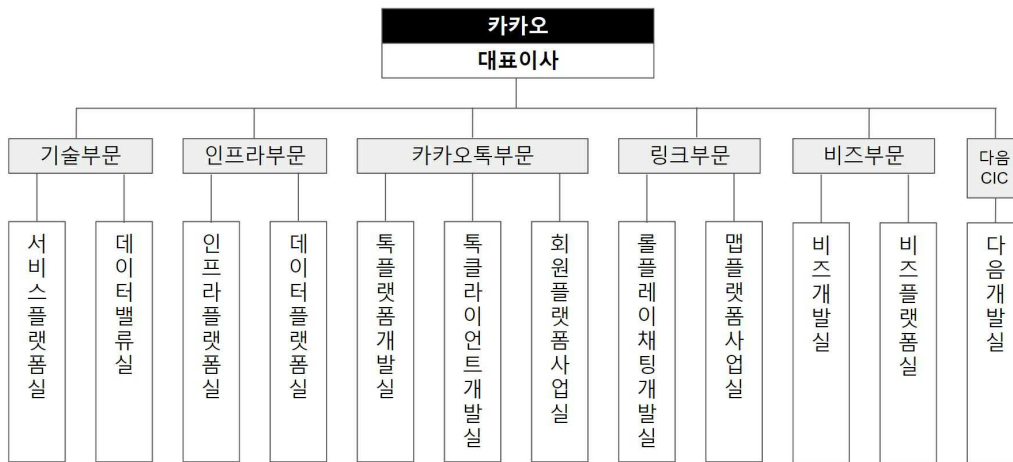 카카오
대표이사
기술부문
인프라부문
카카오톡부문
링크부문
비즈부문
다음
CIC
서비스플랫폼실
데이터밸류실
인프라플랫폼실
데이터플랫폼실
톡플랫폼개발실
톡클라이언트개발실
회원플랫폼사업실
롤플레이채팅개발실
맵플랫폼사업실
비즈개발실
비즈플랫폼실
다음개발실